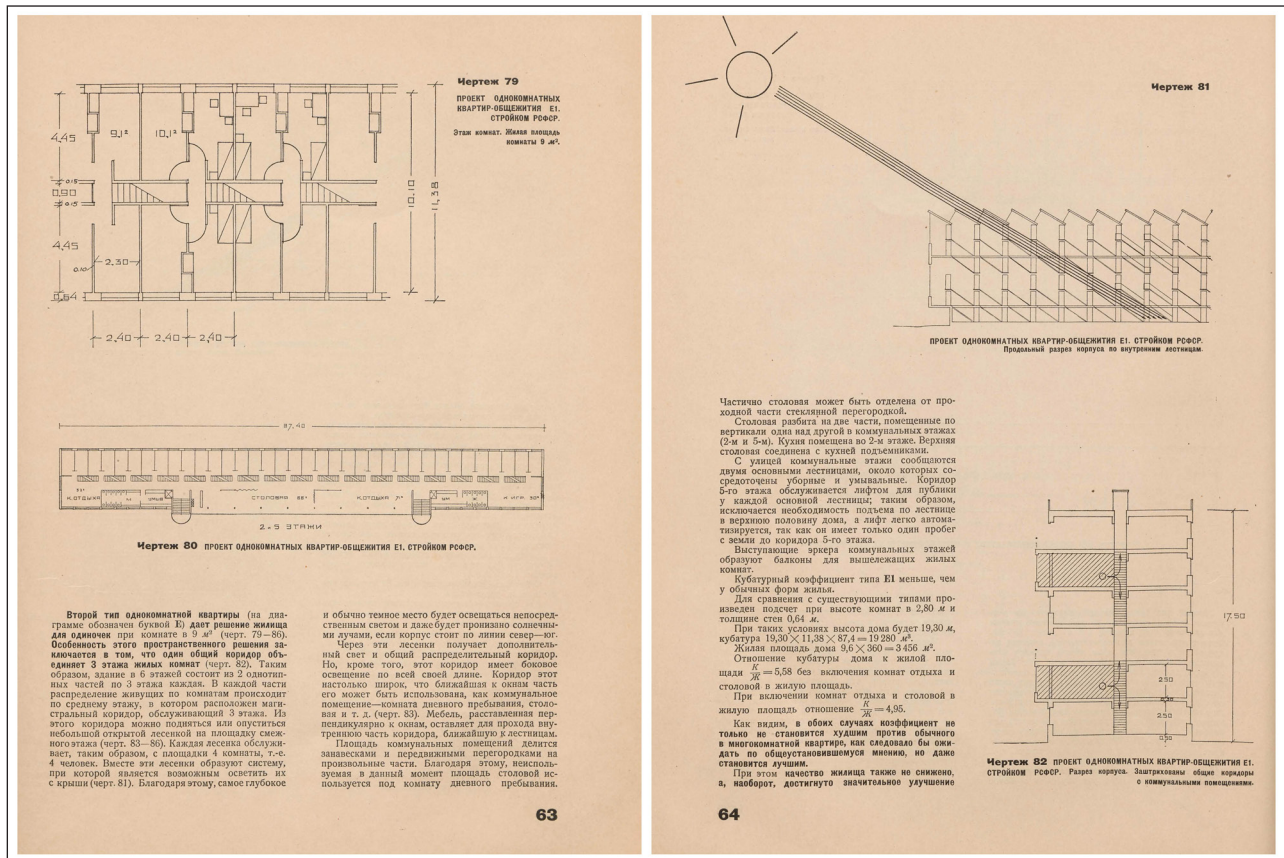 Чертеж 79
ПРОЕКТ ОДНОКОМНАТНЫХ
КВАРТИР-ОБЩЕЖИТИЯ Е1.
СТРОЙКОМ РСФСР.
Этаж комнат. Жилая площадь
комнаты 9 м².
4,45
0.15
0,90
0.15
4,45
0.10
0,64
9,1²
10,1²
2,30
2,40
2,40
2,40
10,10
11,38
87,40
К.ОТДЫХА
СТОЛОВАЯ
К.ОТДЫХА
2 и 5 ЭТАЖИ
Чертеж 80 ПРОЕКТ ОДНОКОМНАТНЫХ КВАРТИР-ОБЩЕЖИТИЯ Е1. СТРОЙКОМ РСФСР.
Второй тип однокомнатной квартиры (на диа-
грамме обозначен буквой Е) дает решение жилища
для одиночек при комнате в 9 м² (черт. 79—86).
Особенность этого пространственного решения за-
ключается в том, что один общий коридор объ-
единяет 3 этажа жилых комнат (черт. 82). Таким
образом, здание в 6 этажей состоит из 2 однотип-
ных частей по 3 этажа каждая. В каждой части
распределение живущих по комнатам происходит
по среднему этажу, в котором расположен маги-
стральный коридор, обслуживающий 3 этажа. Из
этого коридора можно подняться или опуститься
небольшой открытой лесенкой на площадку смеж-
ного этажа (черт. 83—86). Каждая лесенка обслужи-
вает, таким образом, с площадки 4 комнаты, т.-е.
4 человек. Вместе эти лесенки образуют систему,
при которой является возможным осветить их
с крыши (черт. 81). Благодаря этому, самое глубокое
и обычно темное место будет освещаться непосред-
ственным светом и даже будет пронизано солнечны-
ми лучами, если корпус стоит по линии север—юг.
Через эти лесенки получает дополнитель-
ный свет и общий распределительный коридор.
Но, кроме того, этот коридор имеет боковое
освещение по всей своей длине. Коридор этот
настолько широк, что ближайшая к окнам часть
его может быть использована, как коммунальное
помещение—комната дневного пребывания, столо-
вая и т. д. (черт. 83). Мебель, расставленная пер-
пендикулярно к окнам, оставляет для прохода вну-
треннюю часть коридора, ближайшую к лестницам.
Площадь коммунальных помещений делится
занавесками и передвижными перегородками на
произвольные части. Благодаря этому, неисполь-
зуемая в данный момент площадь столовой ис-
пользуется под комнату дневного пребывания.
63
Чертеж 81
ПРОЕКТ ОДНОКОМНАТНЫХ КВАРТИР-ОБЩЕЖИТИЯ Е1. СТРОЙКОМ РСФСР.
Продольный разрез корпуса по внутренним лестницам.
Частично столовая может быть отделена от про-
ходной части стеклянной перегородкой.
Столовая разбита на две части, помещенные по
вертикали одна над другой в коммунальных этажах
(2-м и 5-м). Кухня помещена во 2-м этаже. Верхняя
столовая соединена с кухней подъемниками.
С улицей коммунальные этажи сообщаются
двумя основными лестницами, около которых со-
средоточены уборные и умывальные. Коридор
5-го этажа обслуживается лифтом для публики
у каждой основной лестницы; таким образом,
исключается необходимость подъема по лестнице
в верхнюю половину дома, а лифт легко автома-
тизируется, так как он имеет только один пробег
с земли до коридора 5-го этажа.
Выступающие эркера коммунальных этажей
образуют балконы для вышележащих жилых
комнат.
Кубатурный коэффициент типа Е1 меньше, чем
у обычных форм жилья.
Для сравнения с существующими типами про-
изведен подсчет при высоте комнат в 2,80 м и
толщине стен 0,64 м.
При таких условиях высота дома будет 19,30 м,
кубатура 19,30×11,38×87,4=19 280 м³.
Жилая площадь дома 9,6×360=3 456 м².
Отношение кубатуры дома к жилой пло-
щади К/Ж=5,58 без включения комнат отдыха и
столовой в жилую площадь.
При включении комнат отдыха и столовой в
жилую площадь отношение К/Ж=4,95.
Как видим, в обоих случаях коэффициент не
только не становится худшим против обычного
в многокомнатной квартире, как следовало бы ожи-
дать по общеустановившемуся мнению, но даже
становится лучшим.
При этом качество жилища также не снижено,
а, наоборот, достигнуто значительное улучшение
17,50
2.50
2.50
Чертеж 82 ПРОЕКТ ОДНОКОМНАТНЫХ КВАРТИР-ОБЩЕЖИТИЯ Е1.
СТРОЙКОМ РСФСР. Разрез корпуса. Заштрихованы общие коридоры
с коммунальными помещениями.
64